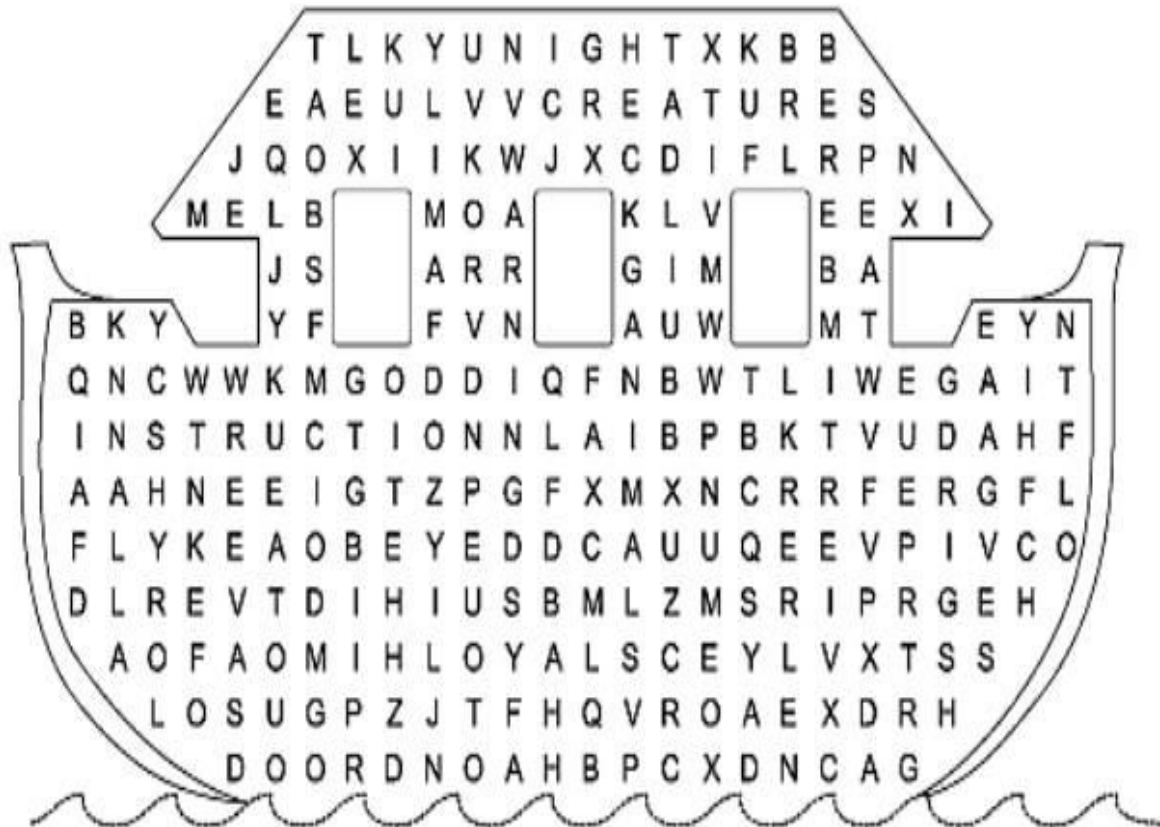 T L K Y U N I G H T X K B B
E A E U L V V C R E A T U R E S
J Q O X I I K W J X C D I F L R P N
M E L B M O A K L V E E X I
J S A R R G I M B A
B K Y Y F F V N A U W M T E Y N
Q N C W W K M G O D D I Q F N B W T L I W E G A I T
I N S T R U C T I O N N L A I B P B K T V U D A H F
A A H N E E I G T Z P G F X M X N C R R F E R G F L
F L Y K E A O B E Y E D D C A U U Q E E V P I V C O
D L R E V T D I H I U S B M L Z M S R I P R G E H
A O F A O M I H L O Y A L S C E Y L V X T S S
L O S U G P Z J T F H Q V R O A E X D R H
D O O R D N O A H B P C X D N C A G